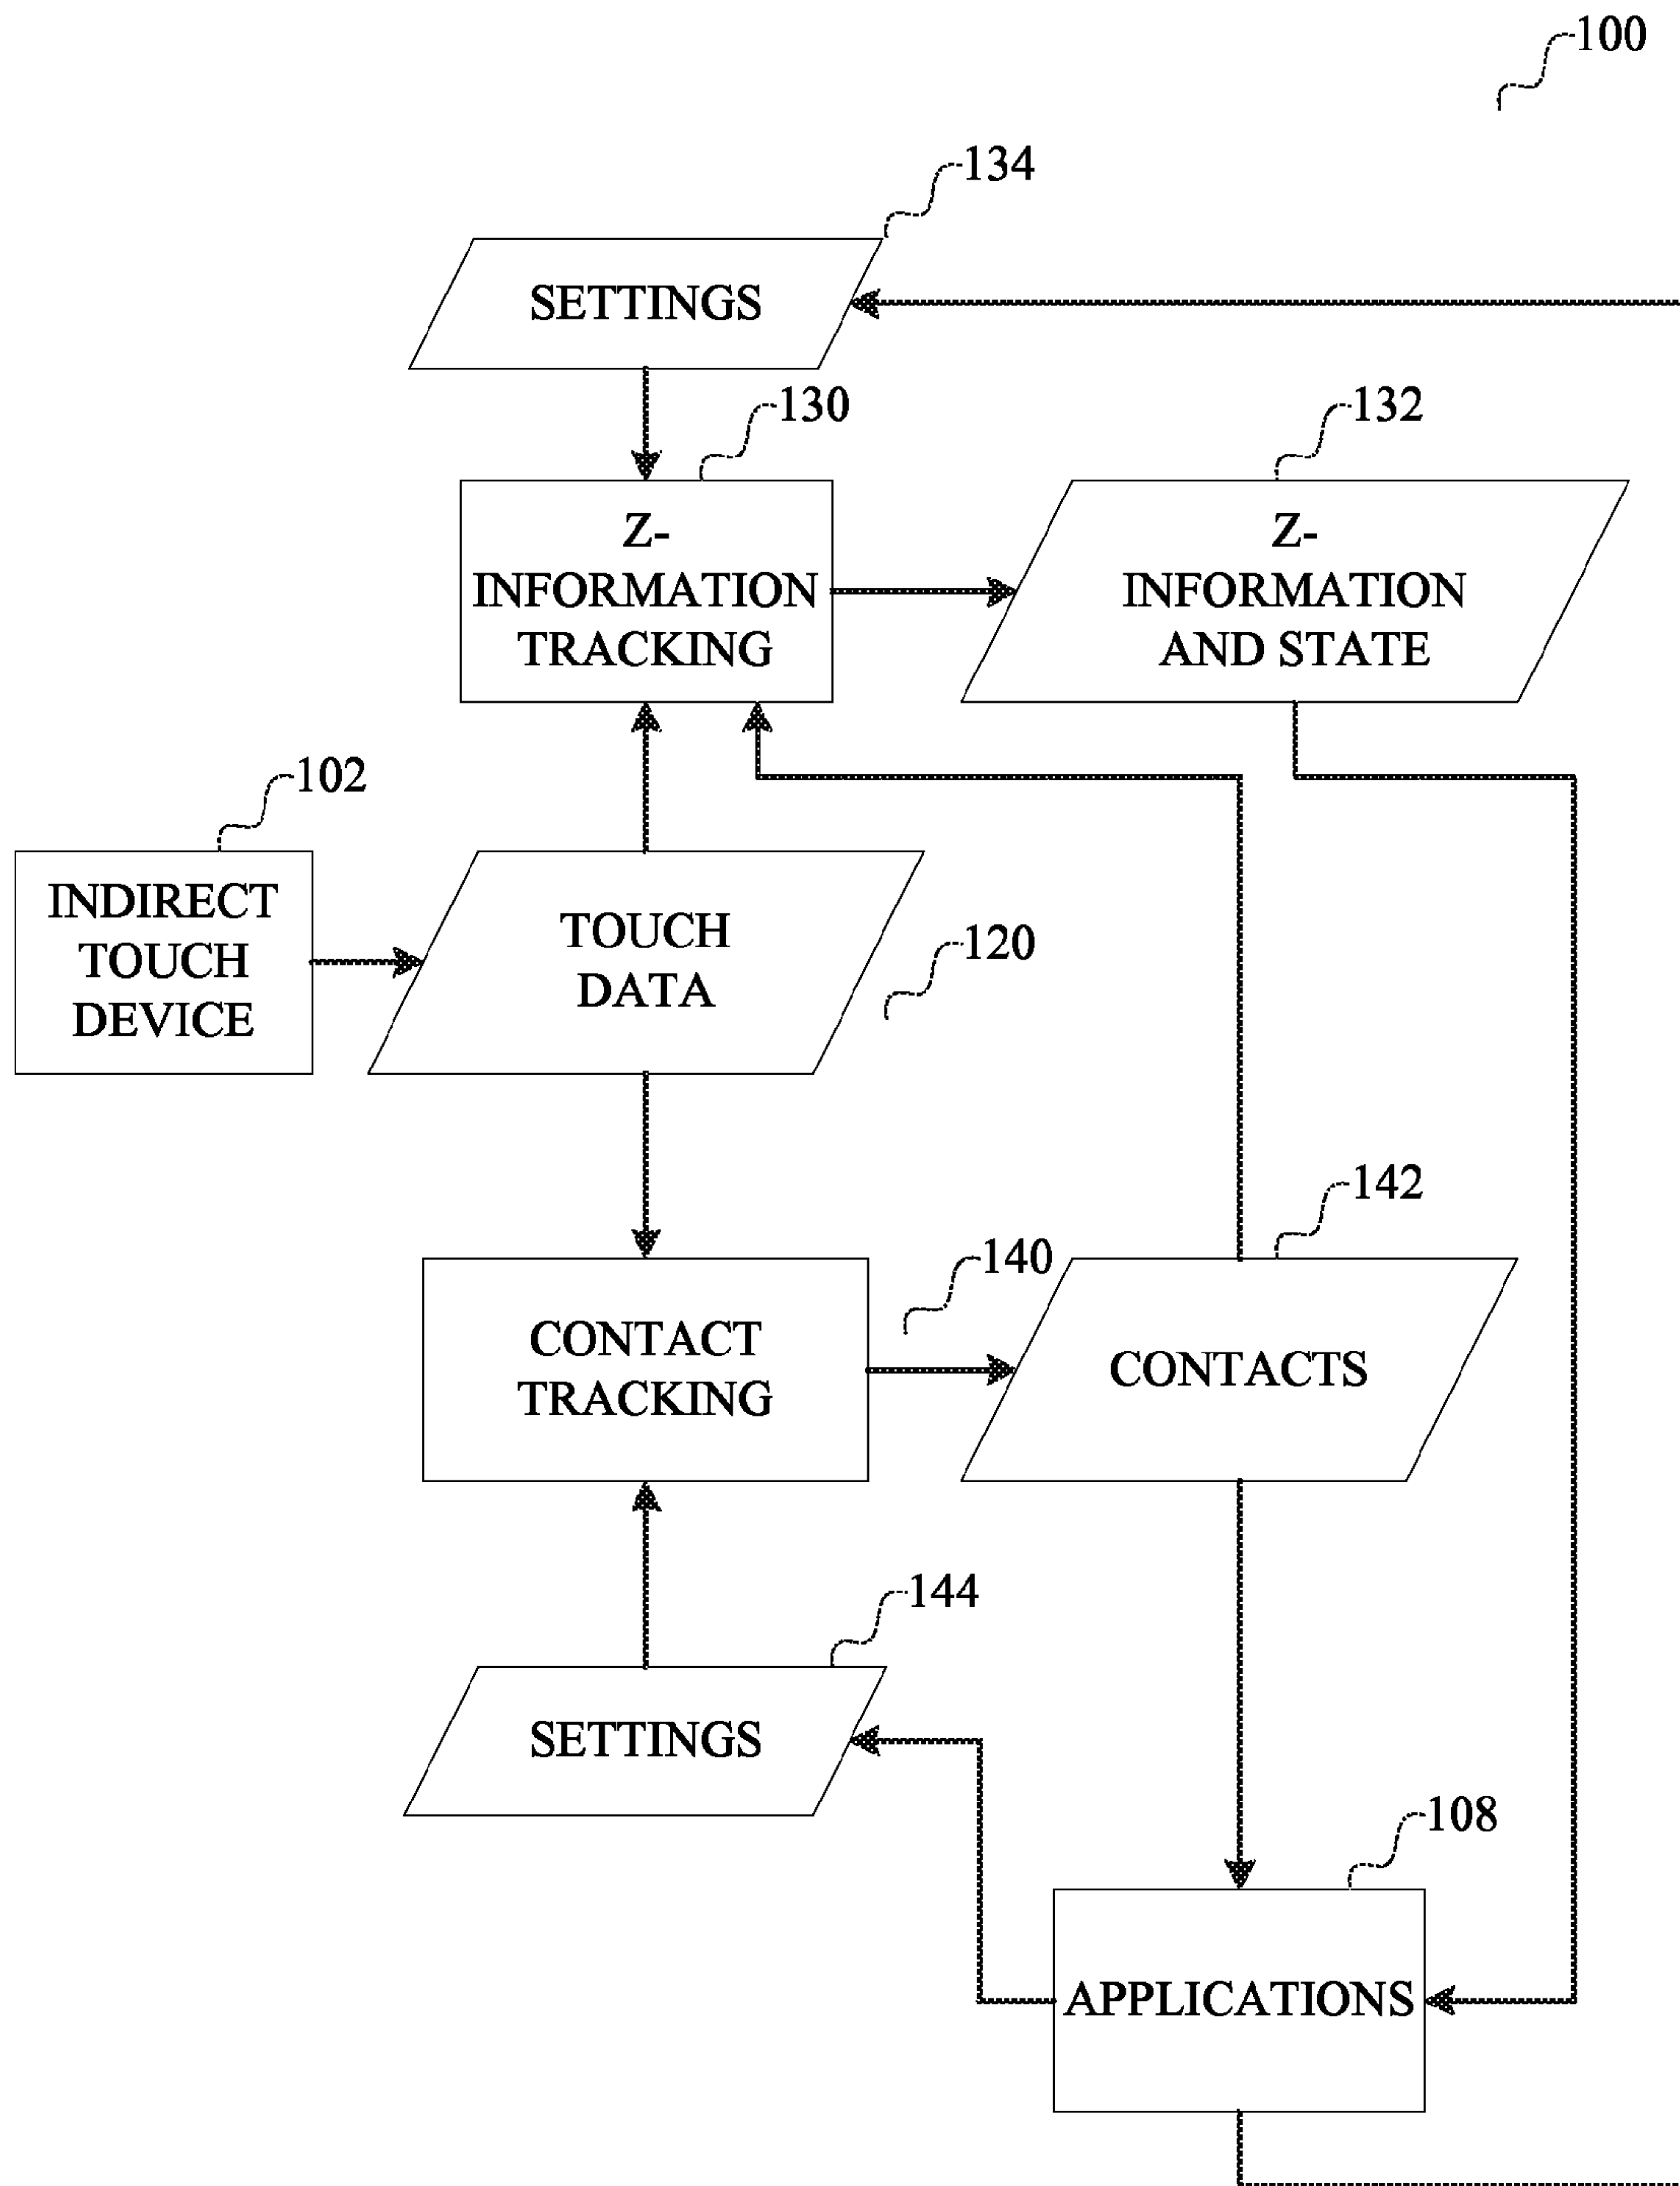 100
134
SETTINGS
130
132
Z-
INFORMATION
TRACKING
Z-
INFORMATION
AND STATE
102
INDIRECT
TOUCH
DEVICE
TOUCH
DATA
120
142
140
CONTACT
TRACKING
CONTACTS
144
SETTINGS
108
APPLICATIONS